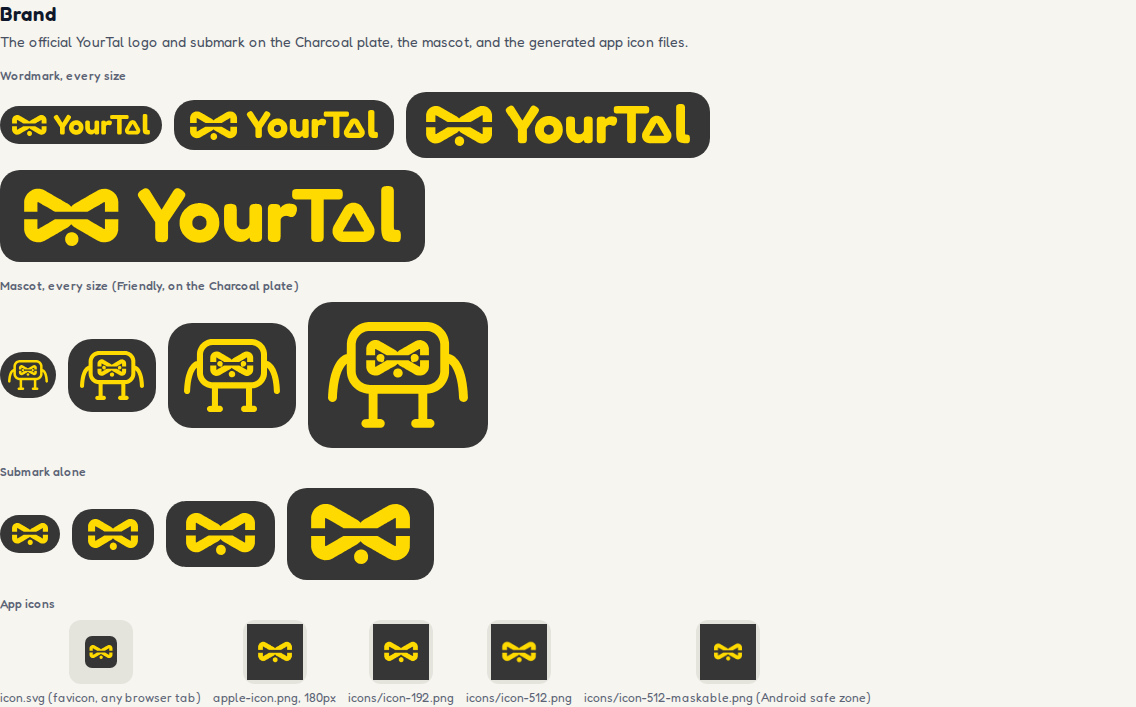 Brand
The official YourTal logo and submark on the Charcoal plate, the mascot, and the generated app icon files.
Wordmark, every size
YourTal
YourTal
YourTal
YourTal
Mascot, every size (Friendly, on the Charcoal plate)
Submark alone
App icons
icon.svg (favicon, any browser tab)
apple-icon.png, 180px
icons/icon-192.png
icons/icon-512.png
icons/icon-512-maskable.png (Android safe zone)